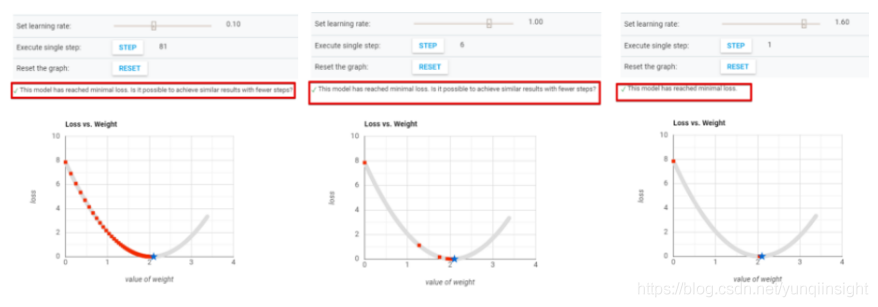 Set learning rate: 0.10
Execute single step: STEP 81
Reset the graph: RESET
✓ This model has reached minimal loss. Is it possible to achieve similar results with fewer steps?
Loss vs. Weight
10
8
6
4
2
0
0 2 4
loss
value of weight
Set learning rate: 1.00
Execute single step: STEP 6
Reset the graph: RESET
✓ This model has reached minimal loss. Is it possible to achieve similar results with fewer steps?
Loss vs. Weight
10
8
6
4
2
0
0 1 2 3 4
loss
value of weight
Set learning rate: 1.60
Execute single step: STEP 1
Reset the graph: RESET
✓ This model has reached minimal loss.
Loss vs. Weight
10
8
6
4
2
0
0 1 2 3 4
loss
value of weight
https://blog.csdn.net/yunqiinsight